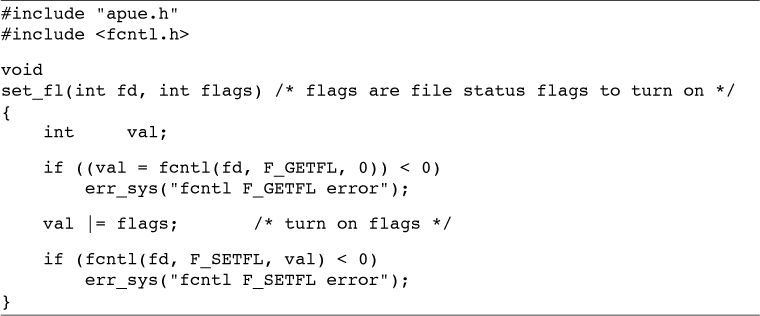 #include "apue.h"
#include <fcntl.h>
void
set_fl(int fd, int flags) /* flags are file status flags to turn on */
{
    int     val;
    if ((val = fcntl(fd, F_GETFL, 0)) < 0)
        err_sys("fcntl F_GETFL error");
    val |= flags;       /* turn on flags */
    if (fcntl(fd, F_SETFL, val) < 0)
        err_sys("fcntl F_SETFL error");
}